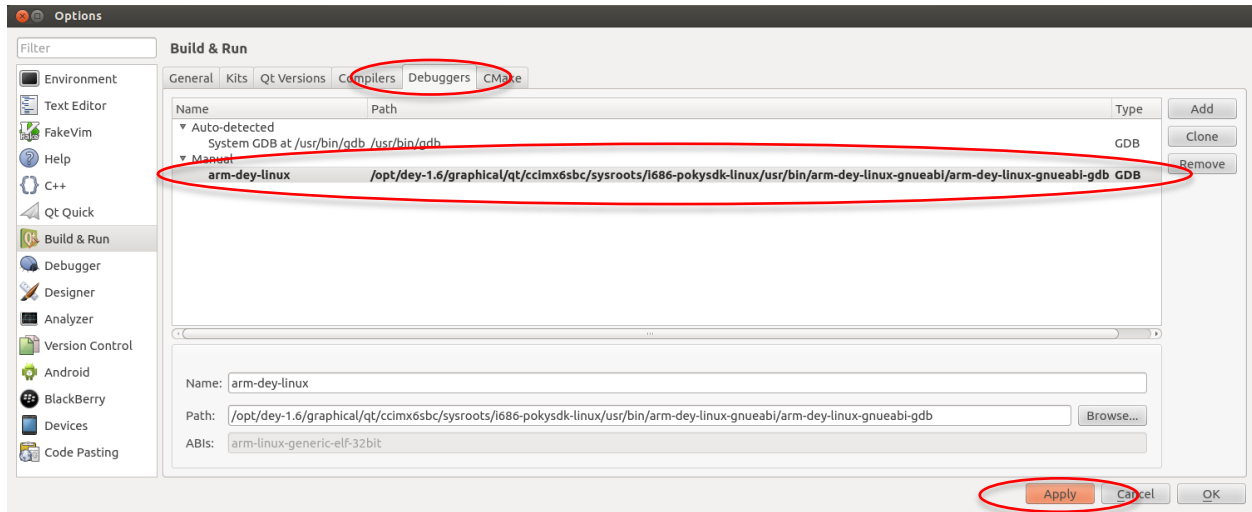 Options
Filter
Build & Run
Environment
Text Editor
FakeVim
Help
C++
Qt Quick
Build & Run
Debugger
Designer
Analyzer
Version Control
Android
BlackBerry
Devices
Code Pasting
General Kits Qt Versions Compilers Debuggers CMake
Name Path Type
Auto-detected
System GDB at /usr/bin/gdb /usr/bin/gdb GDB
Manual
arm-dey-linux /opt/dey-1.6/graphical/qt/ccimx6sbc/sysroots/i686-pokysdk-linux/usr/bin/arm-dey-linux-gnueabi/arm-dey-linux-gnueabi-gdb GDB
Add
Clone
Remove
Name: arm-dey-linux
Path: /opt/dey-1.6/graphical/qt/ccimx6sbc/sysroots/i686-pokysdk-linux/usr/bin/arm-dey-linux-gnueabi/arm-dey-linux-gnueabi-gdb Browse...
ABIs: arm-linux-generic-elf-32bit
Apply Cancel OK